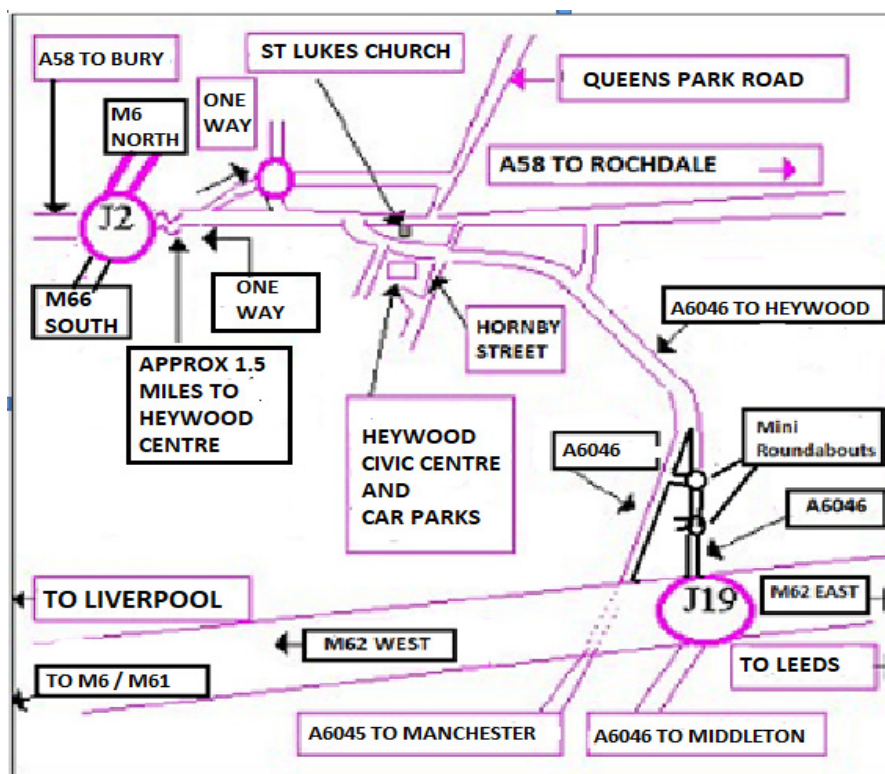 ST LUKES CHURCH
A58 TO BURY
QUEENS PARK ROAD
ONE
WAY
M6
NORTH
A58 TO ROCHDALE
J2
M66
SOUTH
ONE
WAY
A6046 TO HEYWOOD
HORNBY
STREET
APPROX 1.5
MILES TO
HEYWOOD
CENTRE
HEYWOOD
CIVIC CENTRE
AND
CAR PARKS
A6046
Mini
Roundabouts
A6046
TO LIVERPOOL
J19
M62 EAST
M62 WEST
TO LEEDS
TO M6 / M61
A6045 TO MANCHESTER
A6046 TO MIDDLETON